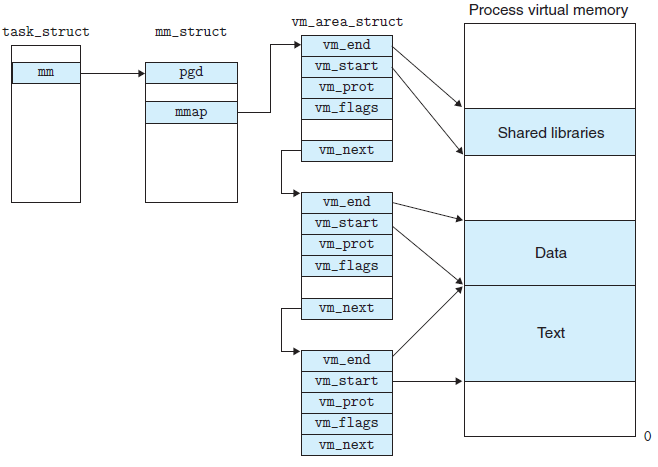 task_struct
mm
mm_struct
pgd
mmap
vm_area_struct
vm_end
vm_start
vm_prot
vm_flags
vm_next
vm_end
vm_start
vm_prot
vm_flags
vm_next
vm_end
vm_start
vm_prot
vm_flags
vm_next
Process virtual memory
Shared libraries
Data
Text
0